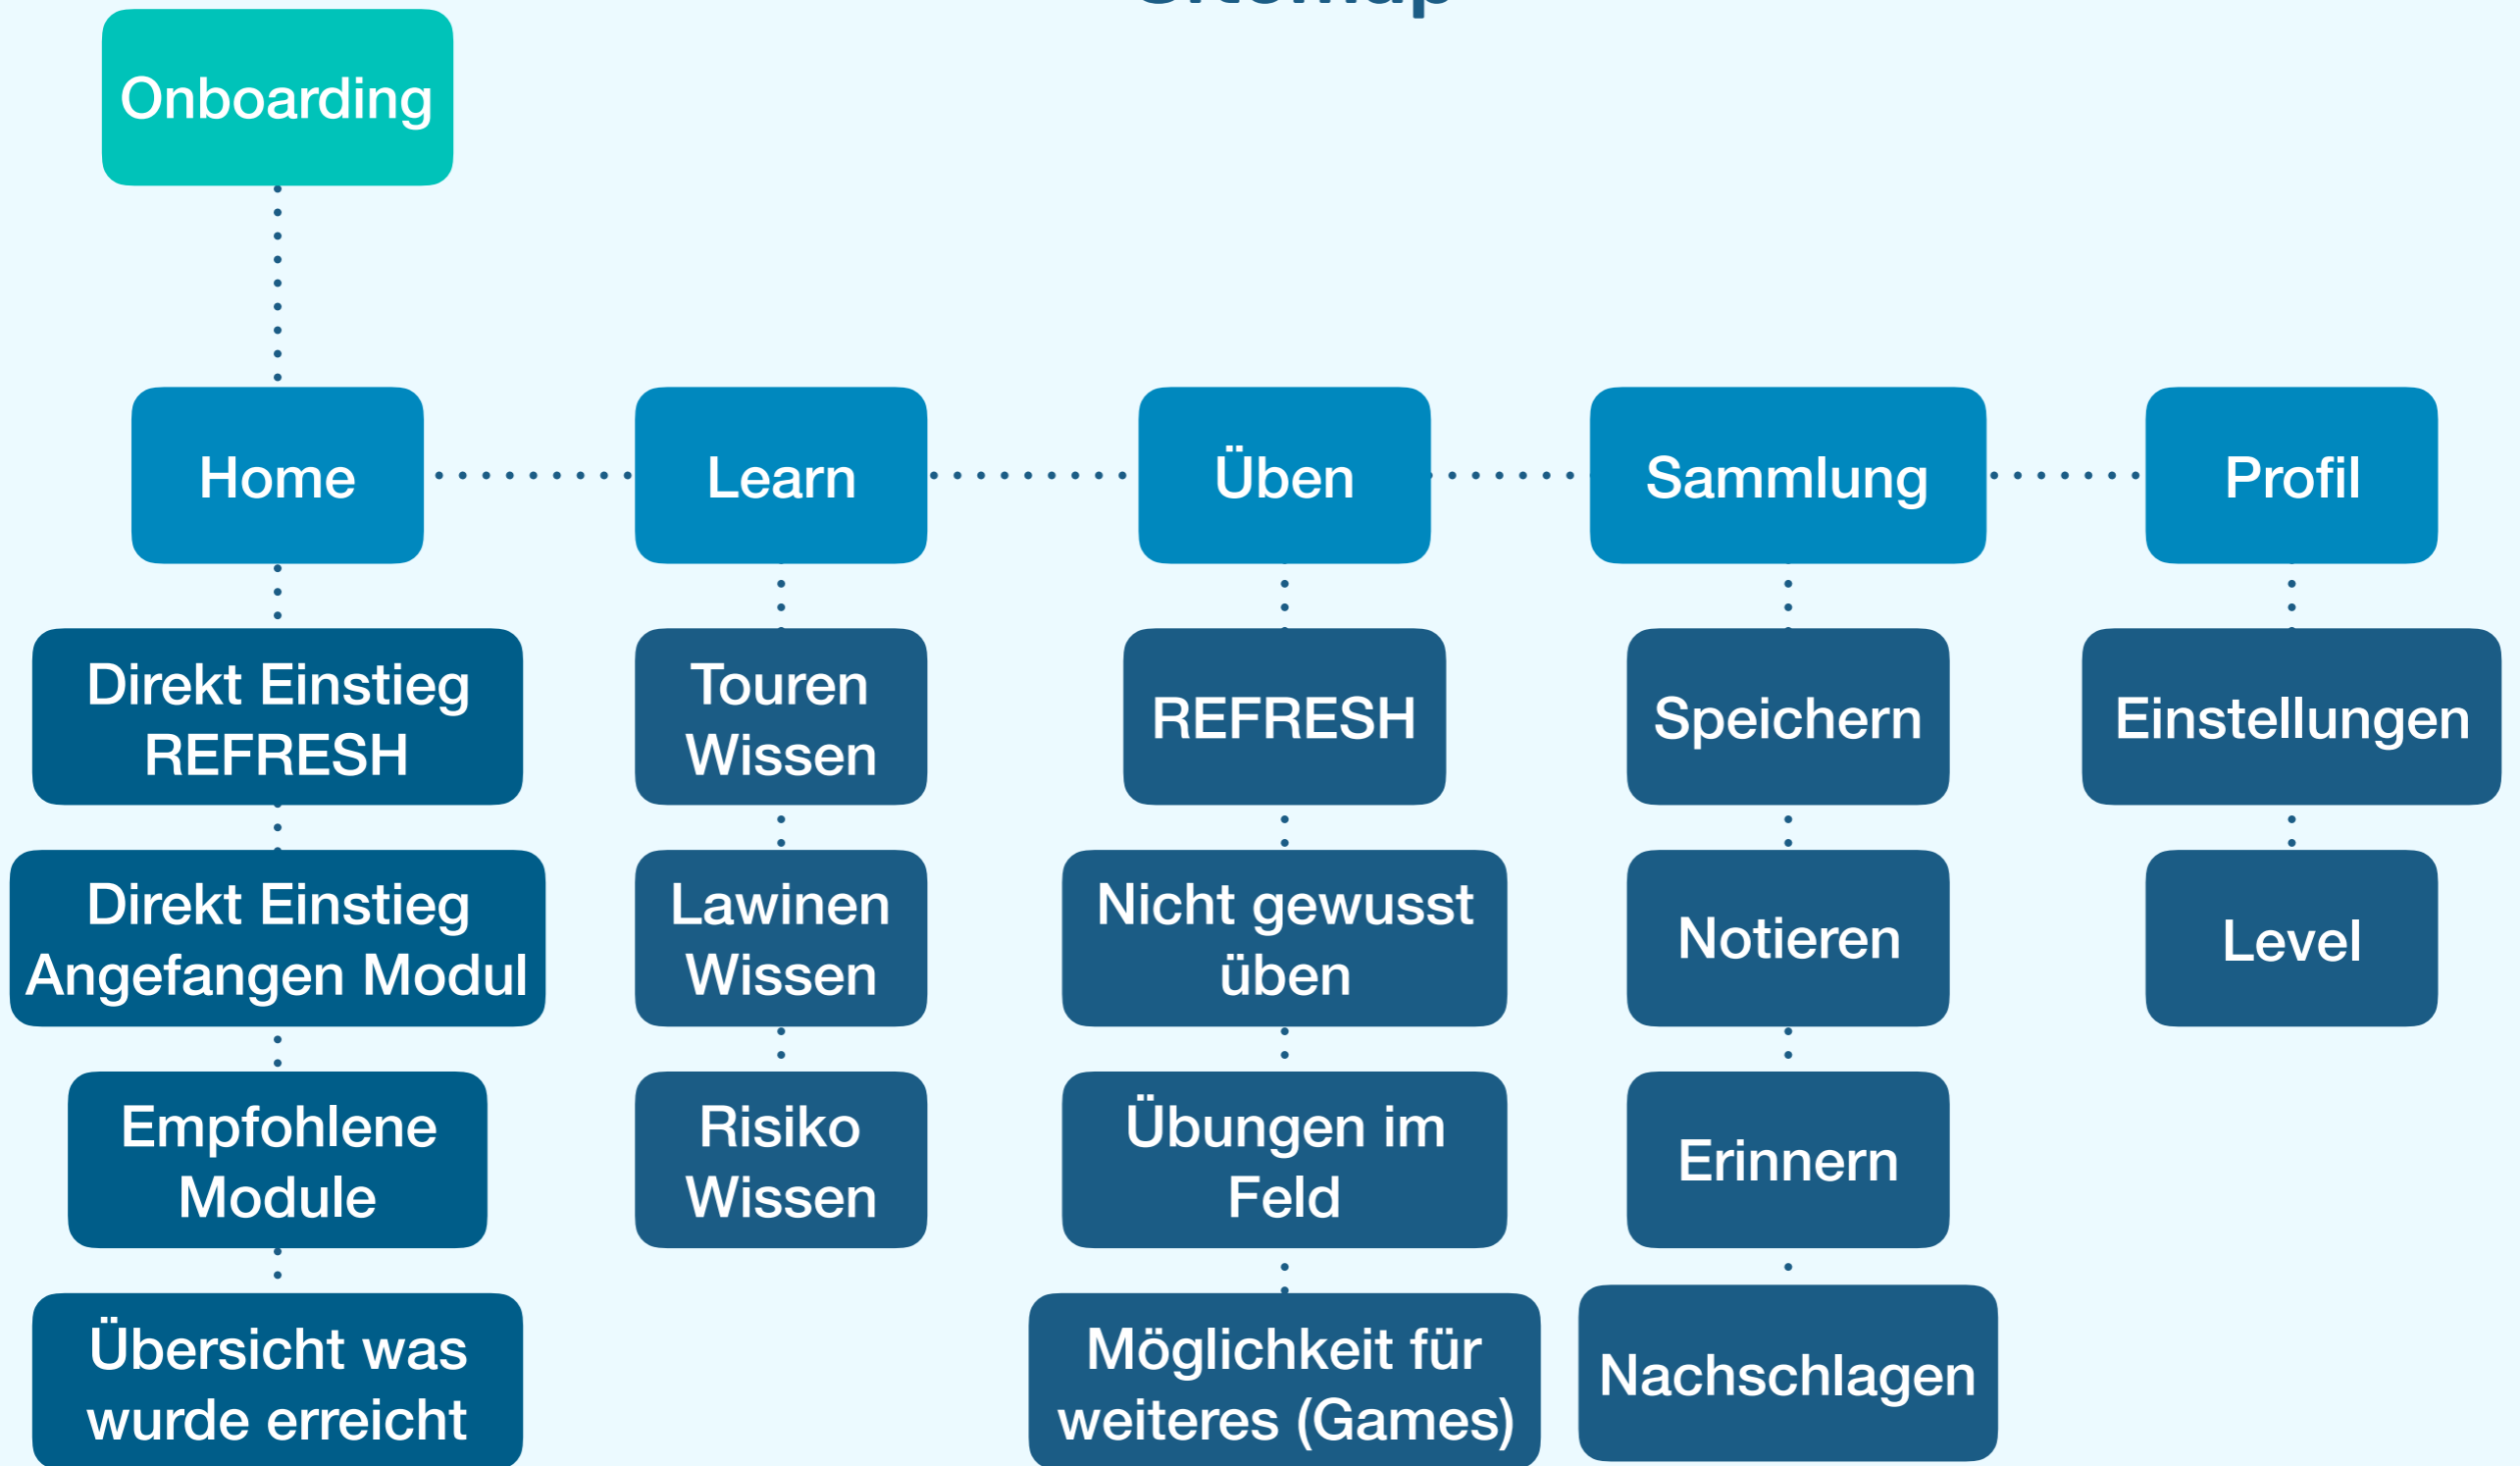 Sitemap
Onboarding
Home
Learn
Üben
Sammlung
Profil
Direkt Einstieg
REFRESH
Touren
Wissen
REFRESH
Speichern
Einstellungen
Direkt Einstieg
Angefangen Modul
Lawinen
Wissen
Nicht gewusst
üben
Notieren
Level
Empfohlene
Module
Risiko
Wissen
Übungen im
Feld
Erinnern
Übersicht was
wurde erreicht
Möglichkeit für
weiteres (Games)
Nachschlagen